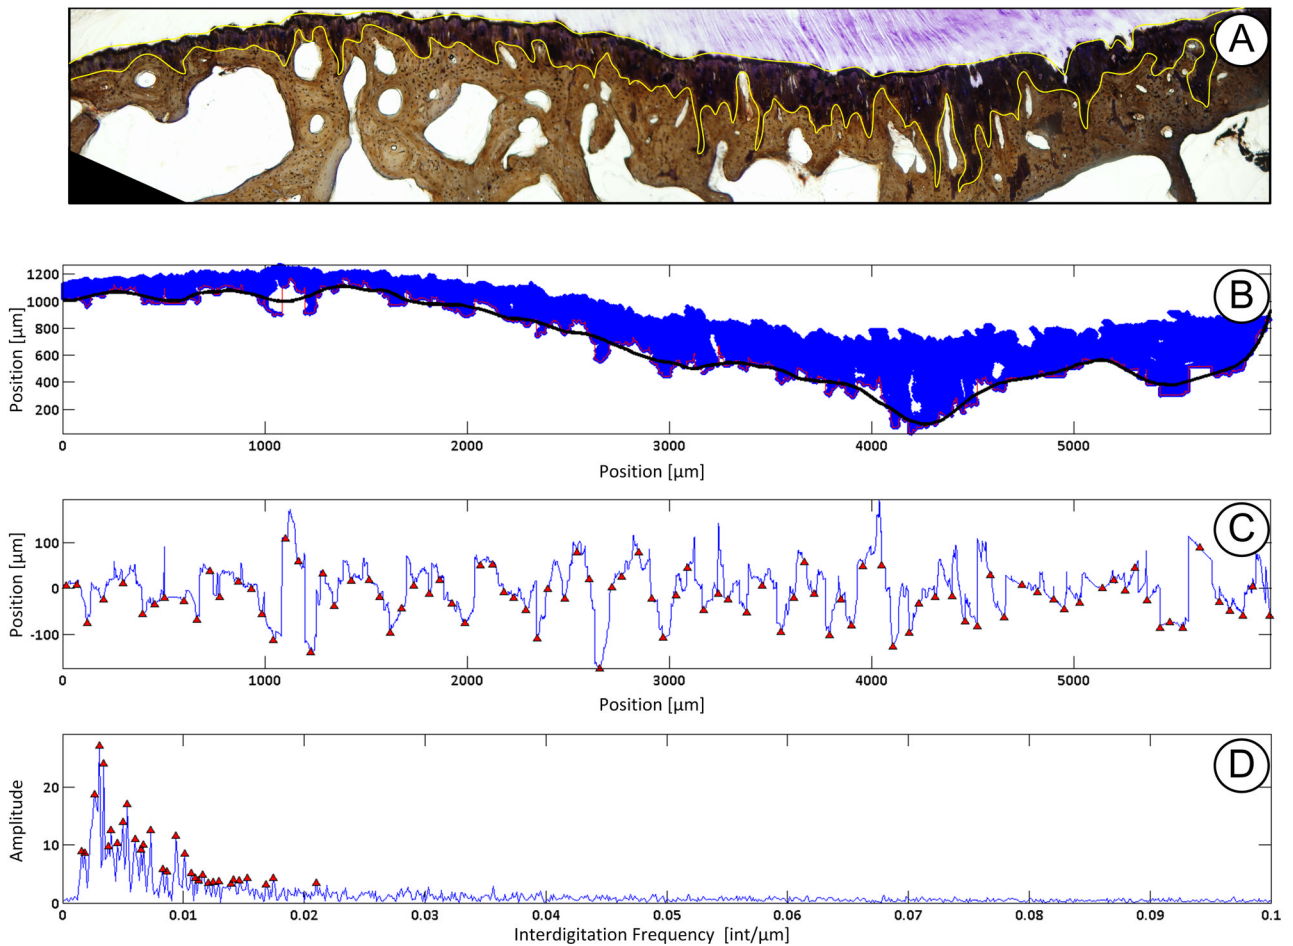 A
1200
1000
800
600
400
200
Position [µm]
B
0 1000 2000 3000 4000 5000
Position [µm]
100
0
-100
Position [µm]
C
0 1000 2000 3000 4000 5000
Position [µm]
20
10
0
Amplitude
D
0 0.01 0.02 0.03 0.04 0.05 0.06 0.07 0.08 0.09 0.1
Interdigitation Frequency [int/µm]